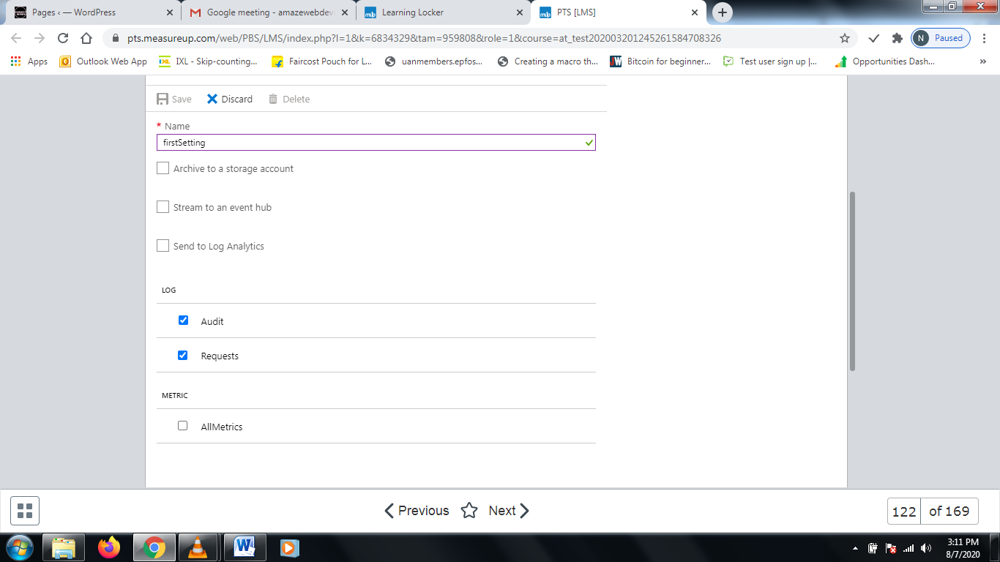 Pages ‹ — WordPress
Google meeting - amazewebdev
Learning Locker
PTS [LMS]
pts.measureup.com/web/PBS/LMS/index.php?l=1&k=6834329&tam=959808&role=1&course=at_test20200320124526158470­8326
N Paused
Apps
Outlook Web App
IXL - Skip-counting...
Faircost Pouch for L...
uanmembers.epfos...
Creating a macro th...
Bitcoin for beginner...
Test user sign up |...
Opportunities Dash...
»
Save Discard Delete
* Name
firstSetting
Archive to a storage account
Stream to an event hub
Send to Log Analytics
LOG
Audit
Requests
METRIC
AllMetrics
Previous Next
122 of 169
3:11 PM
8/7/2020